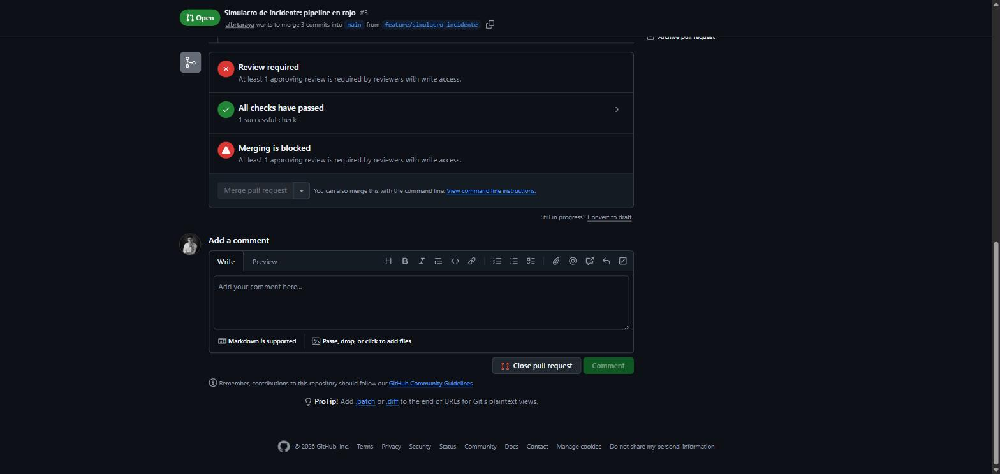 Open
Simulacro de incidente: pipeline en rojo #3
albrtaraya wants to merge 3 commits into main from feature/simulacro-incidente
Archive pull request
Review required
At least 1 approving review is required by reviewers with write access.
All checks have passed
1 successful check
Merging is blocked
At least 1 approving review is required by reviewers with write access.
Merge pull request
You can also merge this with the command line. View command line instructions.
Still in progress? Convert to draft
Add a comment
Write Preview
Add your comment here...
Markdown is supported
Paste, drop, or click to add files
Close pull request
Comment
Remember, contributions to this repository should follow our GitHub Community Guidelines.
ProTip! Add .patch or .diff to the end of URLs for Git's plaintext views.
© 2026 GitHub, Inc. Terms Privacy Security Status Community Docs Contact Manage cookies Do not share my personal information